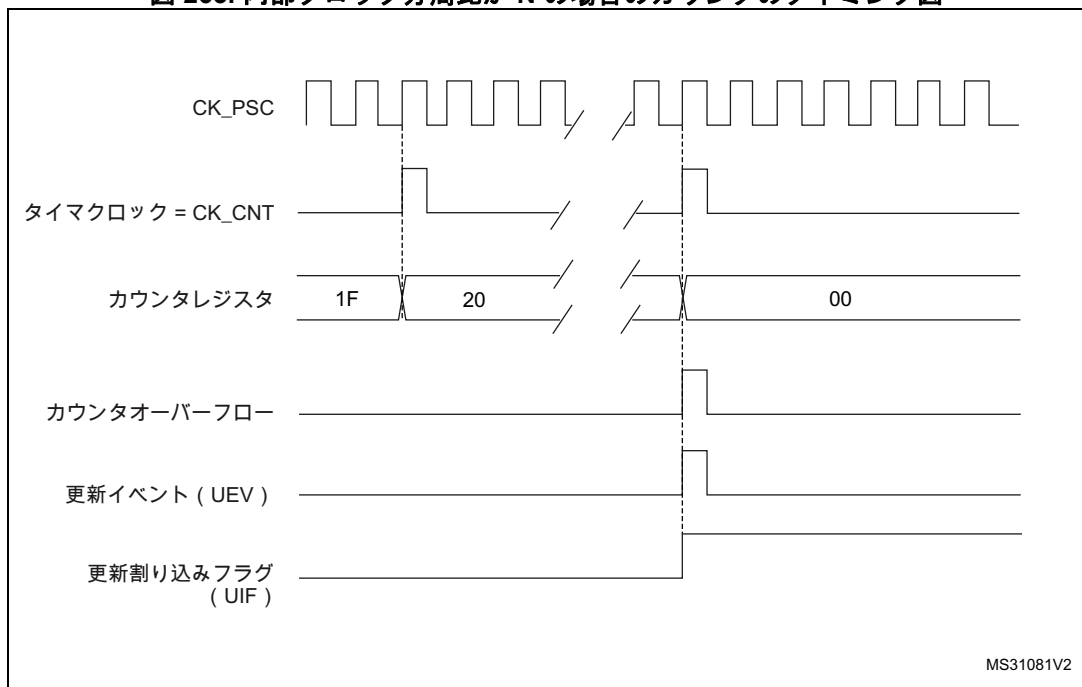 CK_PSC
タイマクロック = CK_CNT
カウンタレジスタ
1F
20
00
カウンタオーバーフロー
更新イベント ( UEV )
更新割り込みフラグ
( UIF )
MS31081V2